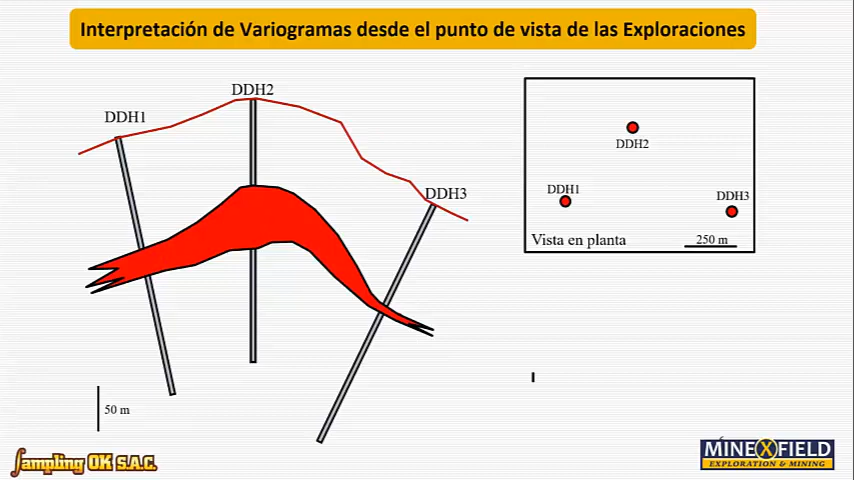 Interpretación de Variogramas desde el punto de vista de las Exploraciones
DDH1
DDH2
DDH3
50 m
DDH2
DDH1
DDH3
Vista en planta
250 m
Sampling OK S.A.C.
MINEXFIELD
EXPLORATION & MINING